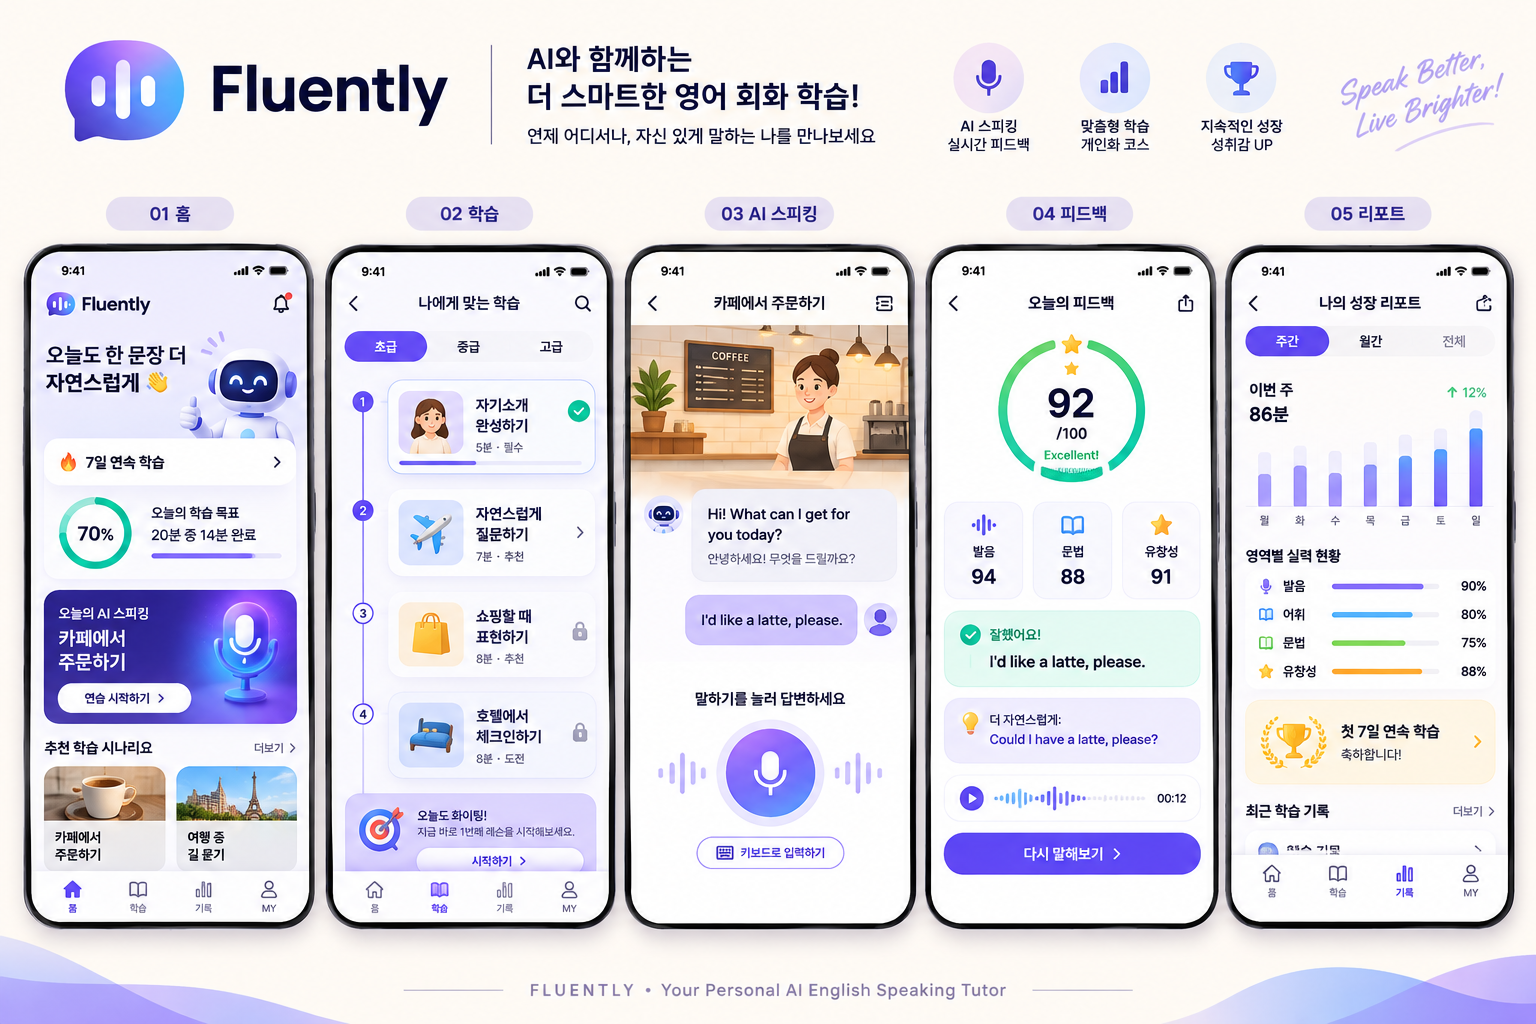 Fluently
AI와 함께하는
더 스마트한 영어 회화 학습!
연제 어디서나, 자신 있게 말하는 나를 만나보세요
AI 스피킹
실시간 피드백
맞춤형 학습
게인화 코스
지속적인 성장
성취감 UP
Speak Better,
Live Brighter!
01 홈
9:41
Fluently
오늘도 한 문장 더
자연스럽게
7일 연속 학습
70%
오늘의 학습 목표
20분 중 14분 완료
오늘의 AI 스피킹
카페에서
주문하기
연습 시작하기
추천 학습 시나리요
더보기
카페에서
주문하기
여행 중
길 묻기
홈
학습
기록
MY
02 학습
9:41
나에게 맞는 학습
초급
중급
고급
1
자기소개
완성하기
5분 · 필수
2
자연스럽게
질문하기
7분 · 추천
3
쇼핑할 때
표현하기
8분 · 추천
4
호텔에서
체크인하기
8분 · 도전
오늘도 화이팅!
지금 바로 1번째 레슨을 시작해보세요.
시작하기
학습
기록
MY
03 AI 스피킹
9:41
카페에서 주문하기
COFFEE
Hi! What can I get for
you today?
안녕하세요! 무엇을 드릴까요?
I'd like a latte, please.
말하기를 눌러 답변하세요
키보드로 입력하기
04 피드백
9:41
오늘의 피드백
92
/100
Excellent!
발음
94
문법
88
유창성
91
잘했어요!
I'd like a latte, please.
더 자연스럽게:
Could I have a latte, please?
00:12
다시 말해보기
05 리포트
9:41
나의 성장 리포트
주간
월간
전체
이번 주
86분
↑ 12%
월
화
수
목
금
토
일
영역별 실력 현황
발음
90%
어휘
80%
문법
75%
유창성
88%
첫 7일 연속 학습
축하합니다!
최근 학습 기록
더보기
학습
기록
MY
FLUENTLY • Your Personal AI English Speaking Tutor